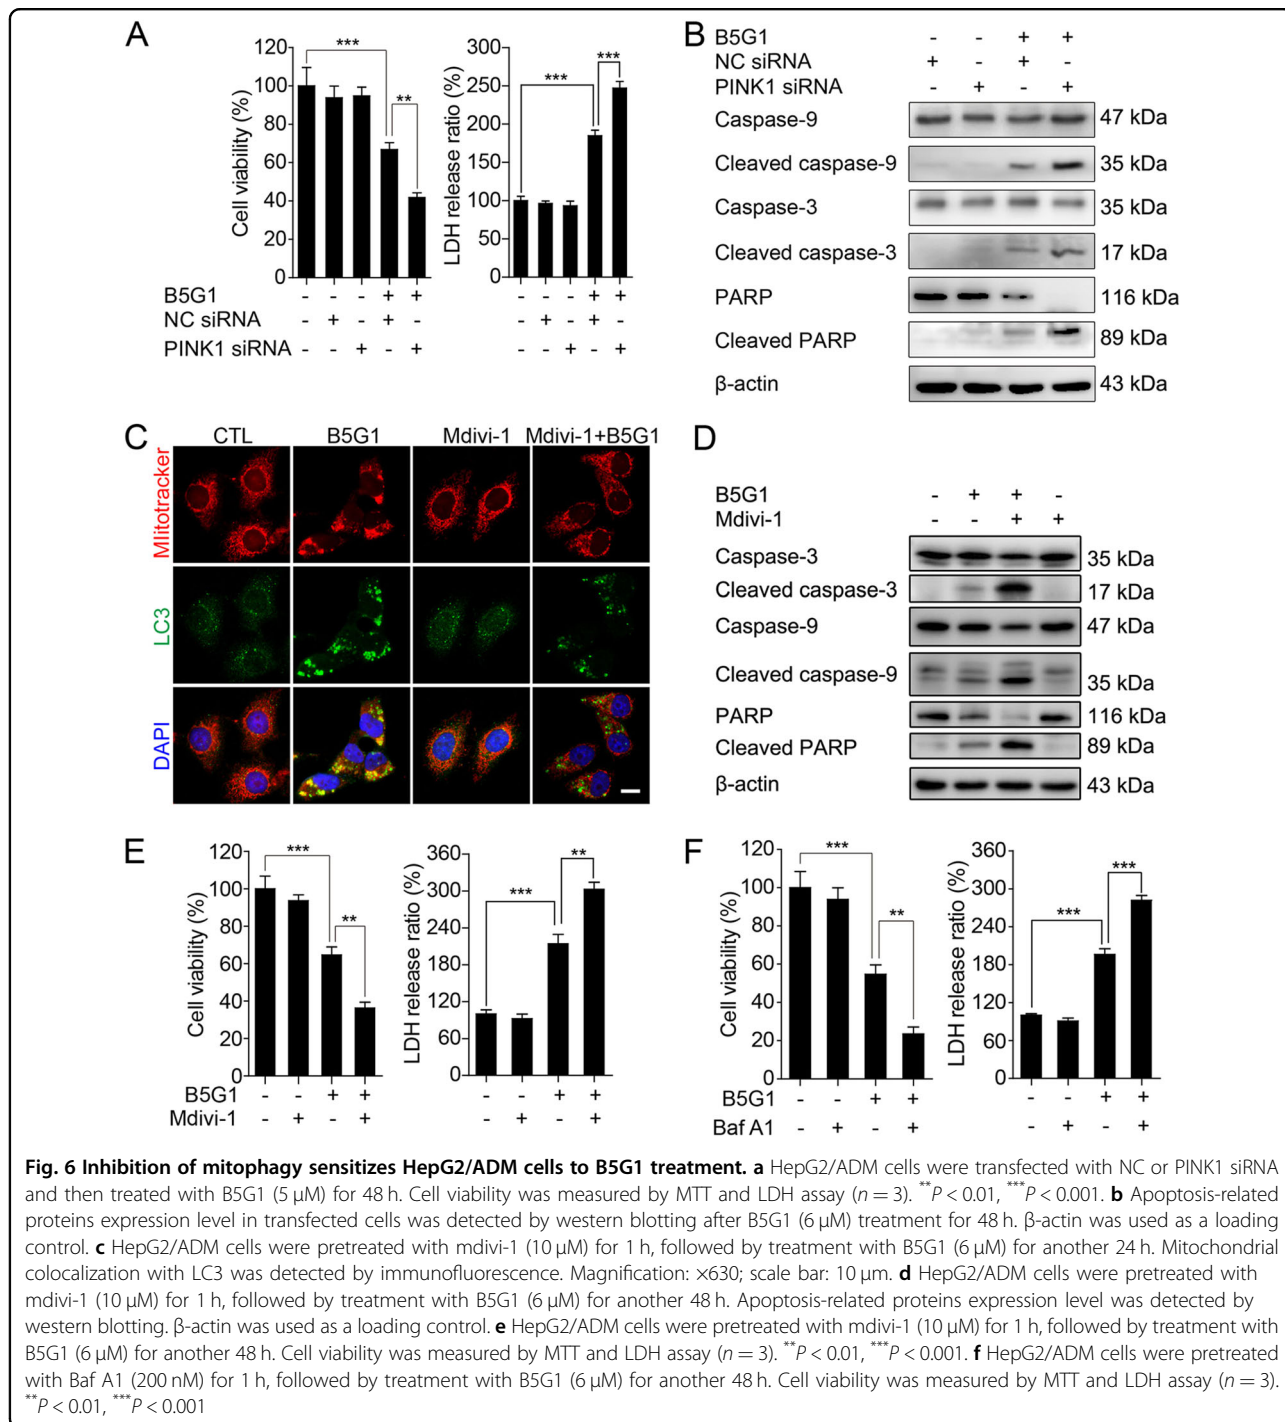 A
Cell viability (%)
120
100
80
60
40
20
0
***
**
LDH release ratio (%)
300
250
200
150
100
50
0
***
***
B5G1 - - - + + - - - + +
NC siRNA - + - + - - + - + -
PINK1 siRNA - - + - + - - + - +
B
B5G1 - - + +
NC siRNA + - + -
PINK1 siRNA - + - +
Caspase-9 47 kDa
Cleaved caspase-9 35 kDa
Caspase-3 35 kDa
Cleaved caspase-3 17 kDa
PARP 116 kDa
Cleaved PARP 89 kDa
β-actin 43 kDa
C
CTL B5G1 Mdivi-1 Mdivi-1+B5G1
MIitotracker
LC3
DAPI
D
B5G1 - + + -
Mdivi-1 - - + +
Caspase-3 35 kDa
Cleaved caspase-3 17 kDa
Caspase-9 47 kDa
Cleaved caspase-9 35 kDa
PARP 116 kDa
Cleaved PARP 89 kDa
β-actin 43 kDa
E
Cell viability (%)
120
100
80
60
40
20
0
***
**
LDH release ratio (%)
360
300
240
180
120
60
0
***
**
B5G1 - - + + - - + +
Mdivi-1 - + - + - + - +
F
Cell viability (%)
120
100
80
60
40
20
0
***
**
LDH release ratio (%)
360
300
240
180
120
60
0
***
***
B5G1 - - + + - - + +
Baf A1 - + - + - + - +
Fig. 6 Inhibition of mitophagy sensitizes HepG2/ADM cells to B5G1 treatment. a HepG2/ADM cells were transfected with NC or PINK1 siRNA
and then treated with B5G1 (5 μM) for 48 h. Cell viability was measured by MTT and LDH assay (n = 3). **P < 0.01, ***P < 0.001. b Apoptosis-related
proteins expression level in transfected cells was detected by western blotting after B5G1 (6 μM) treatment for 48 h. β-actin was used as a loading
control. c HepG2/ADM cells were pretreated with mdivi-1 (10 μM) for 1 h, followed by treatment with B5G1 (6 μM) for another 24 h. Mitochondrial
colocalization with LC3 was detected by immunofluorescence. Magnification: ×630; scale bar: 10 μm. d HepG2/ADM cells were pretreated with
mdivi-1 (10 μM) for 1 h, followed by treatment with B5G1 (6 μM) for another 48 h. Apoptosis-related proteins expression level was detected by
western blotting. β-actin was used as a loading control. e HepG2/ADM cells were pretreated with mdivi-1 (10 μM) for 1 h, followed by treatment with
B5G1 (6 μM) for another 48 h. Cell viability was measured by MTT and LDH assay (n = 3). **P < 0.01, ***P < 0.001. f HepG2/ADM cells were pretreated
with Baf A1 (200 nM) for 1 h, followed by treatment with B5G1 (6 μM) for another 48 h. Cell viability was measured by MTT and LDH assay (n = 3).
**P < 0.01, ***P < 0.001